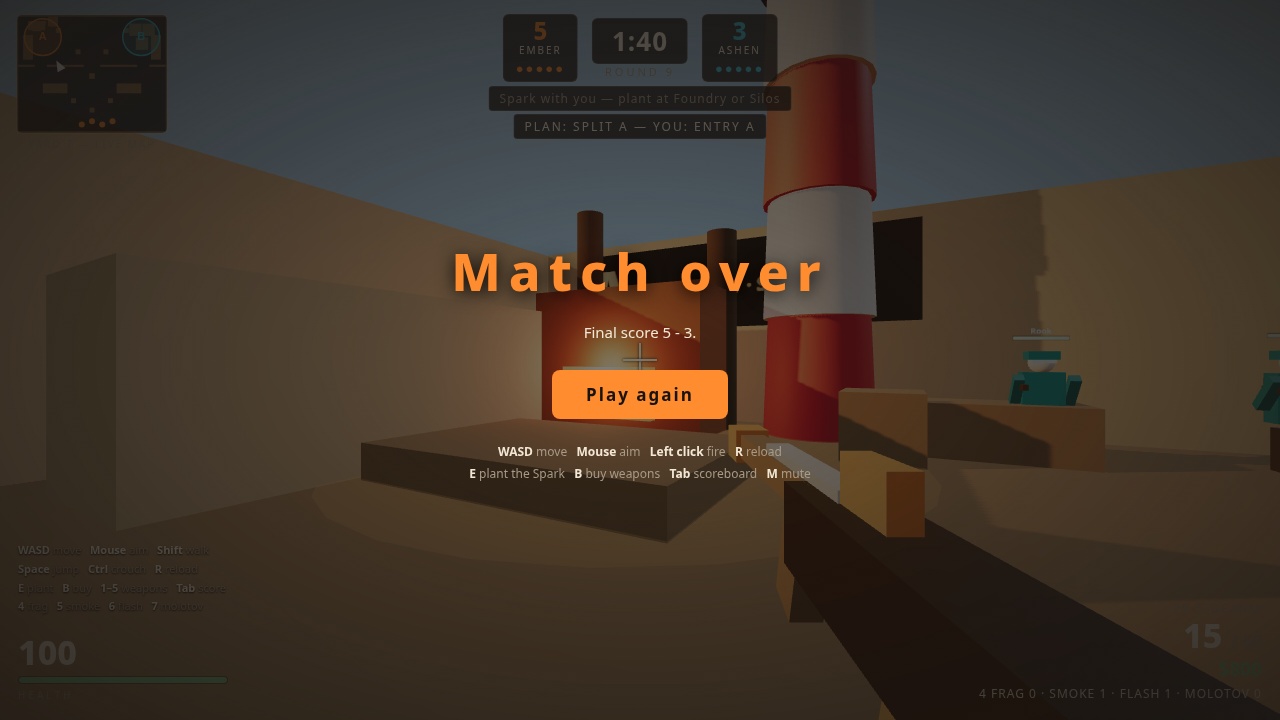 A
5
EMBER
1:40
ROUND 9
3
ASHEN
Spark with you — plant at Foundry or Silos
PLAN: SPLIT A — YOU: ENTRY A
Match over
Final score 5 - 3.
Play again
WASD move Mouse aim Left click fire R reload
E plant the Spark B buy weapons Tab scoreboard M mute
WASD move Mouse aim Shift walk
Space jump Ctrl crouch R reload
E plant B buy 1–5 weapons Tab score
4 frag 5 smoke 6 flash 7 molotov
100
15
4 FRAG 0 · SMOKE 1 · FLASH 1 · MOLOTOV 0